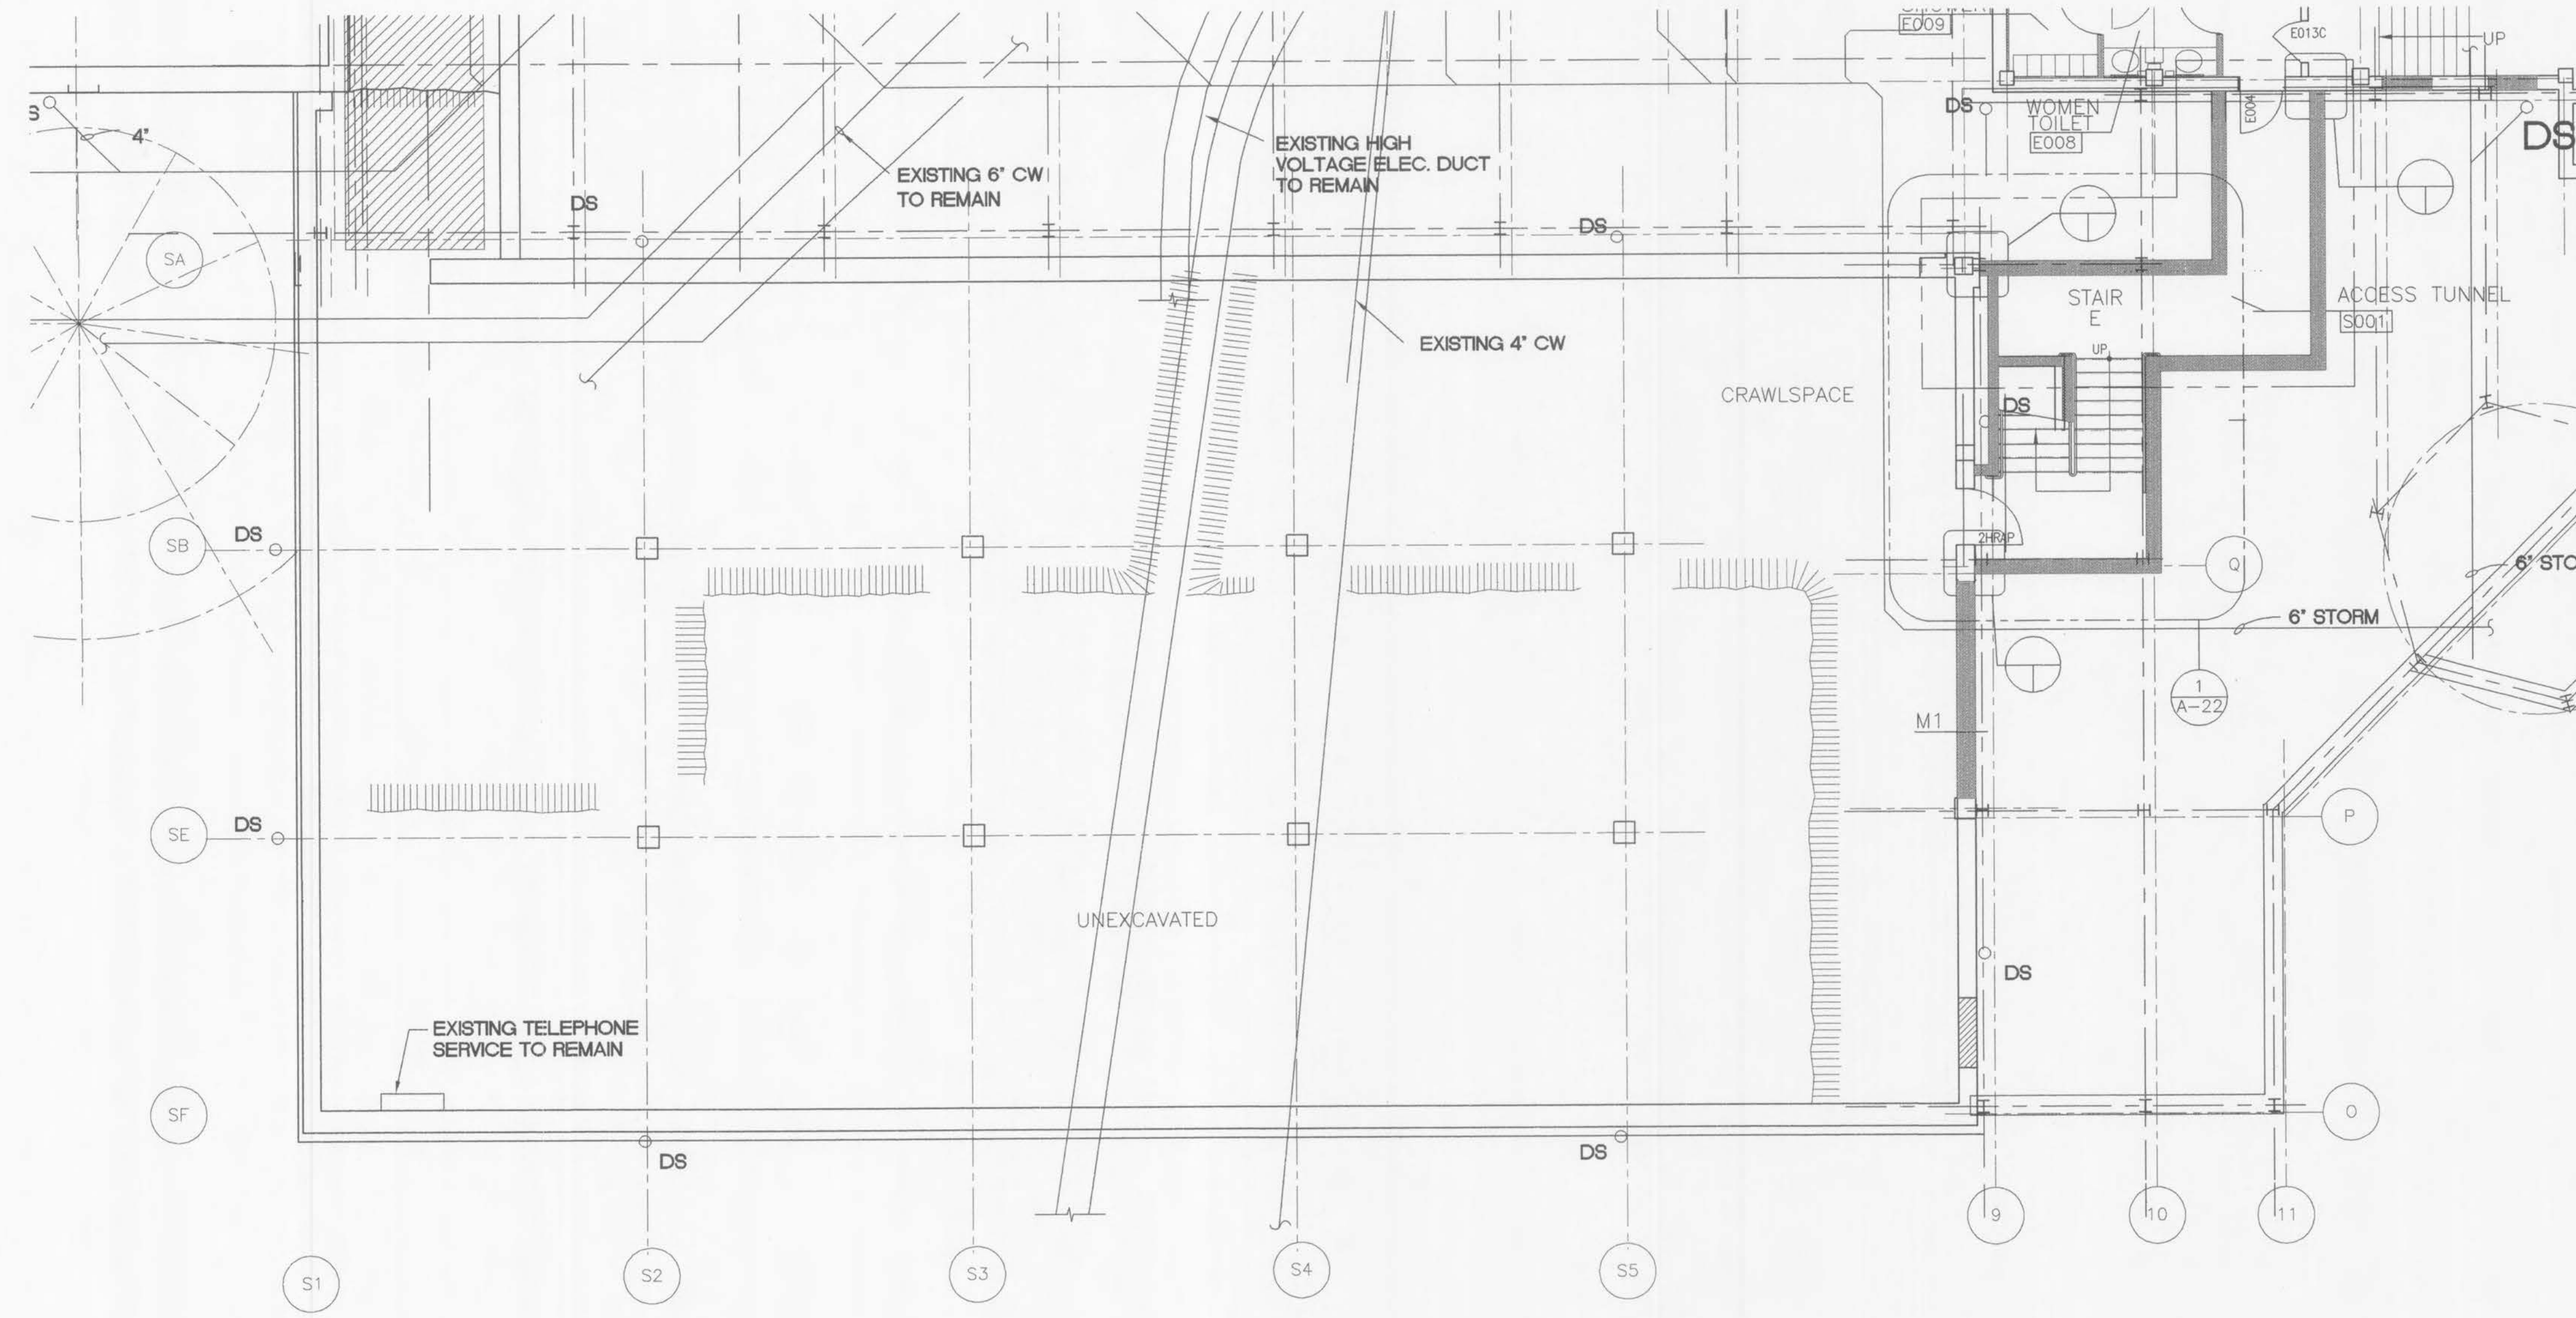 E009
E013C
UP
DS
WOMEN
TOILET
E008
E004
DS
4"
EXISTING HIGH
VOLTAGE ELEC. DUCT
TO REMAIN
EXISTING 6" CW
TO REMAIN
DS
DS
SA
STAIR
E
ACCESS TUNNEL
S001
UP
EXISTING 4" CW
CRAWLSPACE
DS
SB
DS
2HRAP
Q
6" STO
6" STORM
1
A-22
M1
SE
DS
P
UNEXCAVATED
DS
EXISTING TELEPHONE
SERVICE TO REMAIN
SF
O
DS
DS
9
10
11
S1
S2
S3
S4
S5